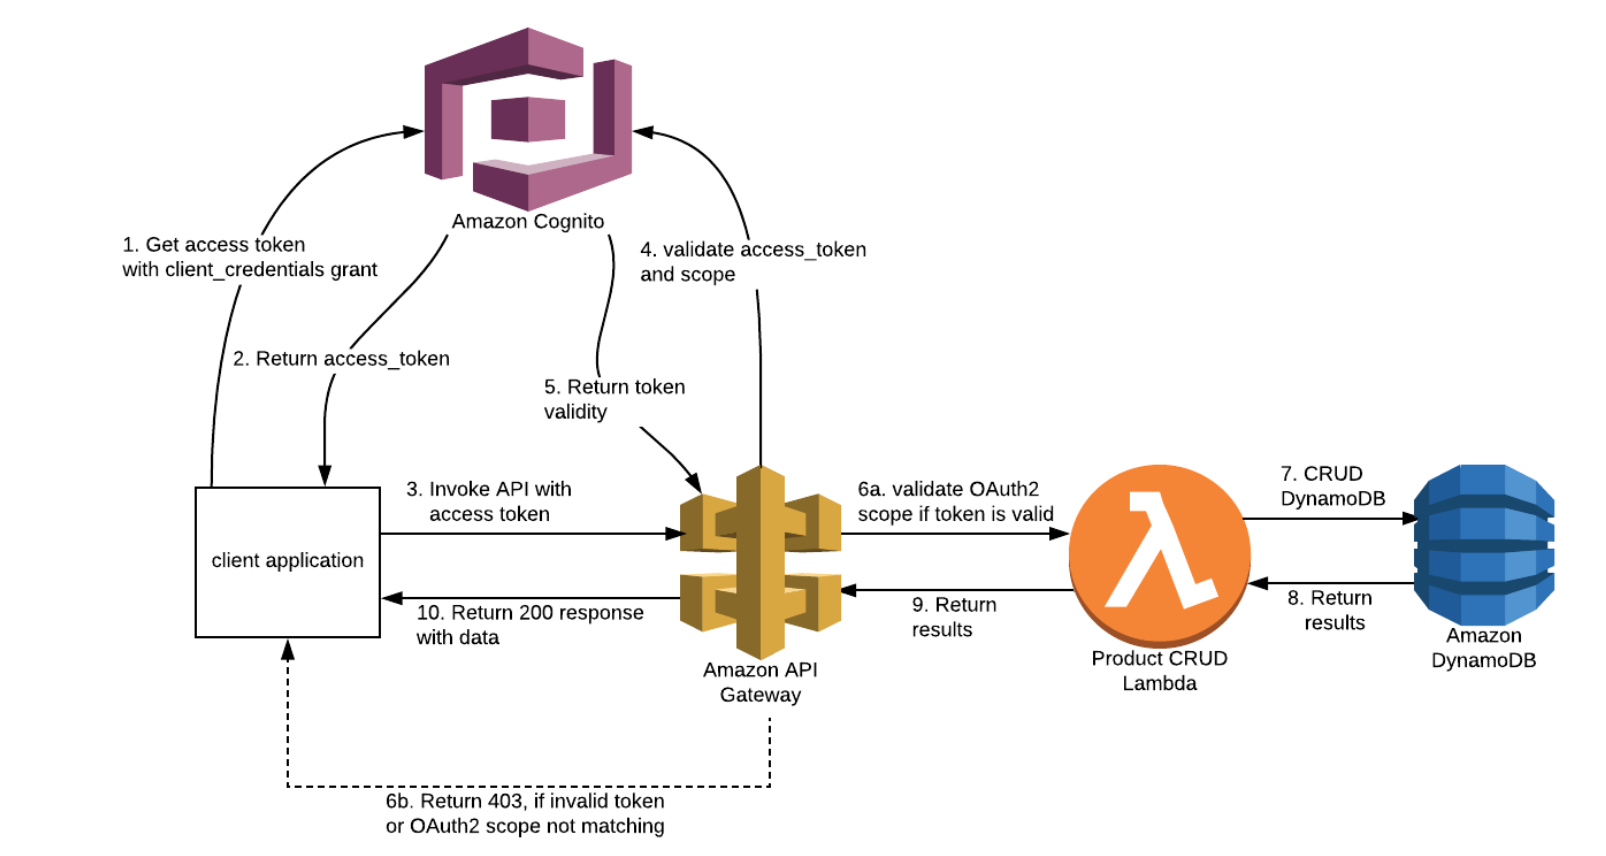 Amazon Cognito
1. Get access token
with client_credentials grant
4. validate access_token
and scope
2. Return access_token
5. Return token
validity
3. Invoke API with
access token
6a. validate OAuth2
scope if token is valid
7. CRUD
DynamoDB
client application
10. Return 200 response
with data
9. Return
results
8. Return
results
Amazon API
Gateway
Product CRUD
Lambda
Amazon
DynamoDB
6b. Return 403, if invalid token
or OAuth2 scope not matching